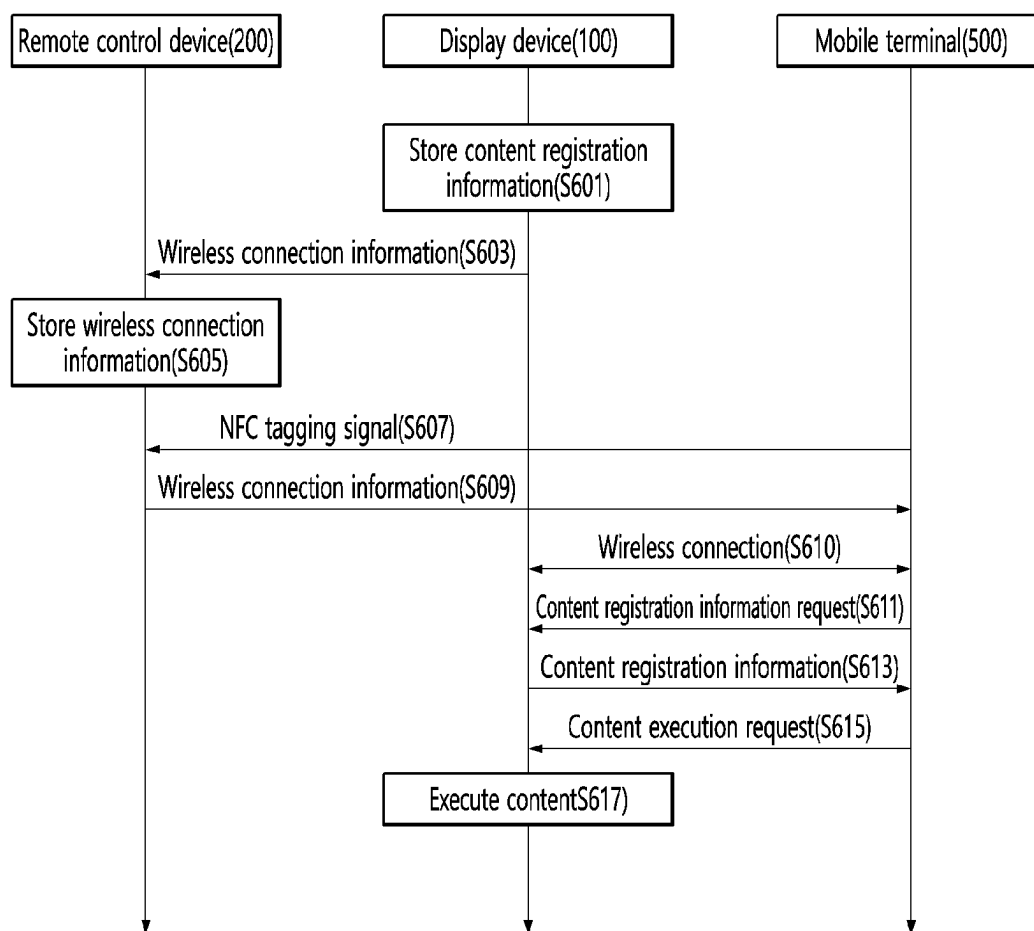 Remote control device(200)
Display device(100)
Mobile terminal(500)
Store content registration
information(S601)
Wireless connection information(S603)
Store wireless connection
information(S605)
NFC tagging signal(S607)
Wireless connection information(S609)
Wireless connection(S610)
Content registration information request(S611)
Content registration information(S613)
Content execution request(S615)
Execute contentS617)